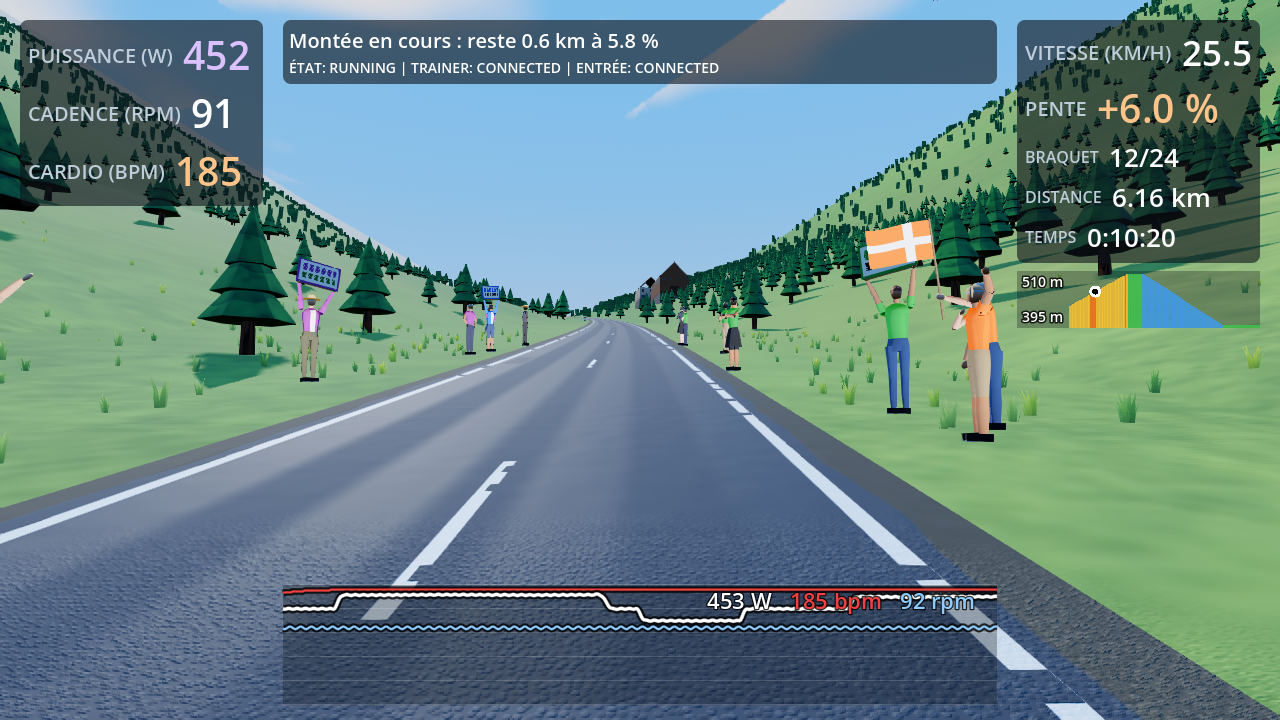 PUISSANCE (W) 452
CADENCE (RPM) 91
CARDIO (BPM) 185
Montée en cours : reste 0.6 km à 5.8 %
ÉTAT: RUNNING | TRAINER: CONNECTED | ENTRÉE: CONNECTED
VITESSE (KM/H) 25.5
PENTE +6.0 %
BRAQUET 12/24
DISTANCE 6.16 km
TEMPS 0:10:20
510 m
395 m
453 W 185 bpm 92 rpm